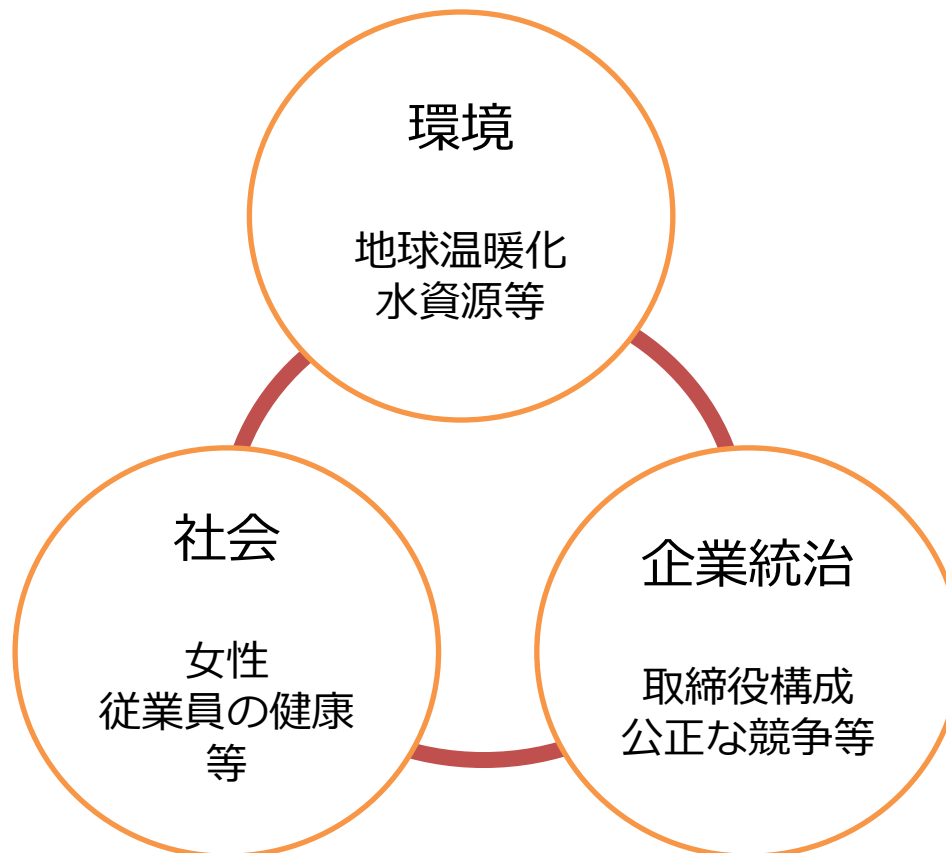 環境
地球温暖化
水資源等
社会
女性
従業員の健康
等
企業統治
取締役構成
公正な競争等